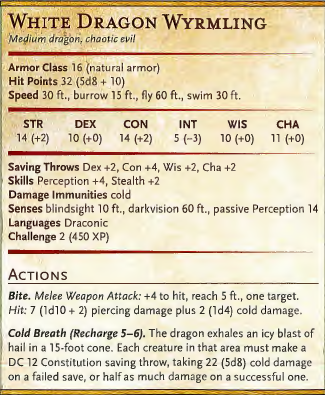 WHITE DRAGON WYRMLING
Medium dragon, chaotic evil
Armor Class 16 (natural armor)
Hit Points 32 (5d8 + 10)
Speed 30 ft., burrow 15 ft., fly 60 ft., swim 30 ft.
STR DEX CON INT WIS CHA
14 (+2) 10 (+0) 14 (+2) 5 (−3) 10 (+0) 11 (+0)
Saving Throws Dex +2, Con +4, Wis +2, Cha +2
Skills Perception +4, Stealth +2
Damage Immunities cold
Senses blindsight 10 ft., darkvision 60 ft., passive Perception 14
Languages Draconic
Challenge 2 (450 XP)
ACTIONS
Bite. Melee Weapon Attack: +4 to hit, reach 5 ft., one target.
Hit: 7 (1d10 + 2) piercing damage plus 2 (1d4) cold damage.
Cold Breath (Recharge 5–6). The dragon exhales an icy blast of
hail in a 15-foot cone. Each creature in that area must make a
DC 12 Constitution saving throw, taking 22 (5d8) cold damage
on a failed save, or half as much damage on a successful one.